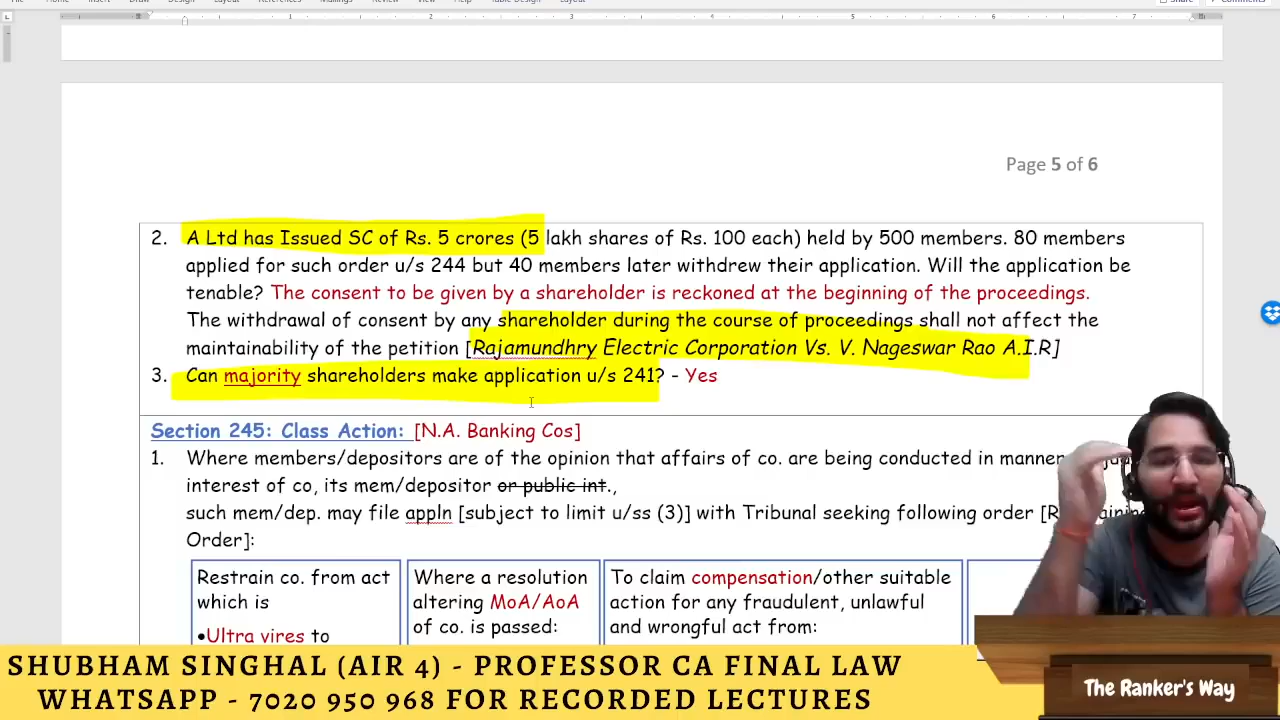 Page 5 of 6
2. A Ltd has Issued SC of Rs. 5 crores (5 lakh shares of Rs. 100 each) held by 500 members. 80 members
applied for such order u/s 244 but 40 members later withdrew their application. Will the application be
tenable? The consent to be given by a shareholder is reckoned at the beginning of the proceedings.
The withdrawal of consent by any shareholder during the course of proceedings shall not affect the
maintainability of the petition [Rajamundhry Electric Corporation Vs. V. Nageswar Rao A.I.R]
3. Can majority shareholders make application u/s 241? - Yes
Section 245: Class Action: [N.A. Banking Cos]
1. Where members/depositors are of the opinion that affairs of co. are being conducted in manner
interest of co, its mem/depositor or public int.,
such mem/dep. may file appln [subject to limit u/ss (3)] with Tribunal seeking following order
Order]:
Restrain co. from act
which is
•Ultra vires to
Where a resolution
altering MoA/AoA
of co. is passed:
To claim compensation/other suitable
action for any fraudulent, unlawful
and wrongful act from:
SHUBHAM SINGHAL (AIR 4) - PROFESSOR CA FINAL LAW
WHATSAPP - 7020 950 968 FOR RECORDED LECTURES
The Ranker's Way